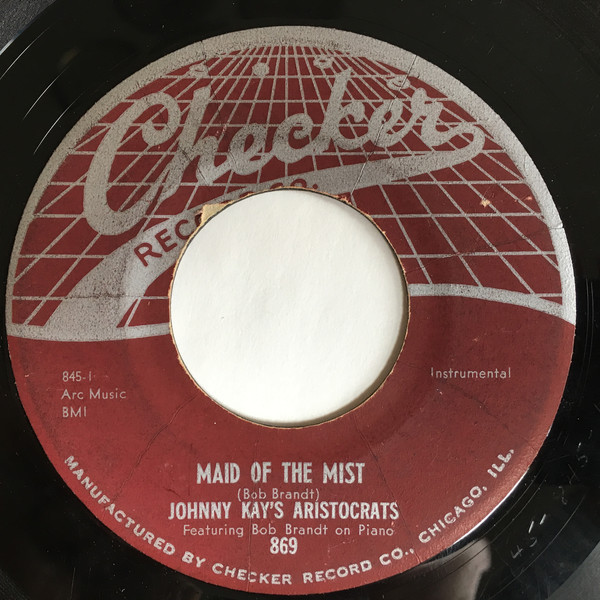 Checker
RECORD CO.
845-1
Arc Music
BMI
Instrumental
MAID OF THE MIST
(Bob Brandt)
JOHNNY KAY'S ARISTOCRATS
Featuring Bob Brandt on Piano
869
MANUFACTURED BY CHECKER RECORD CO., CHICAGO, ILL.